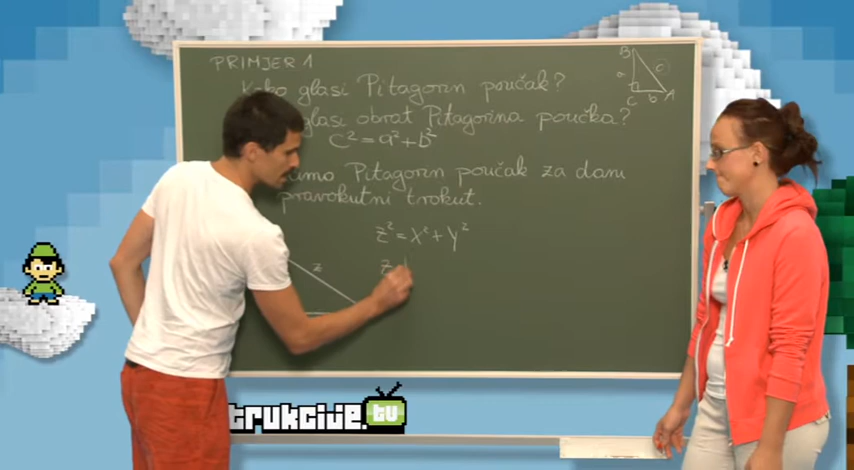 PRIMJER 1
Kako glasi Pitagorin poučak?
glasi obrat Pitagorina poučka?
c² = a² + b²
Pitagorin poučak za dani
pravokutni trokut.
z² = x² + y²
z
z
B
a
c
C
b
A
trukcije.tv